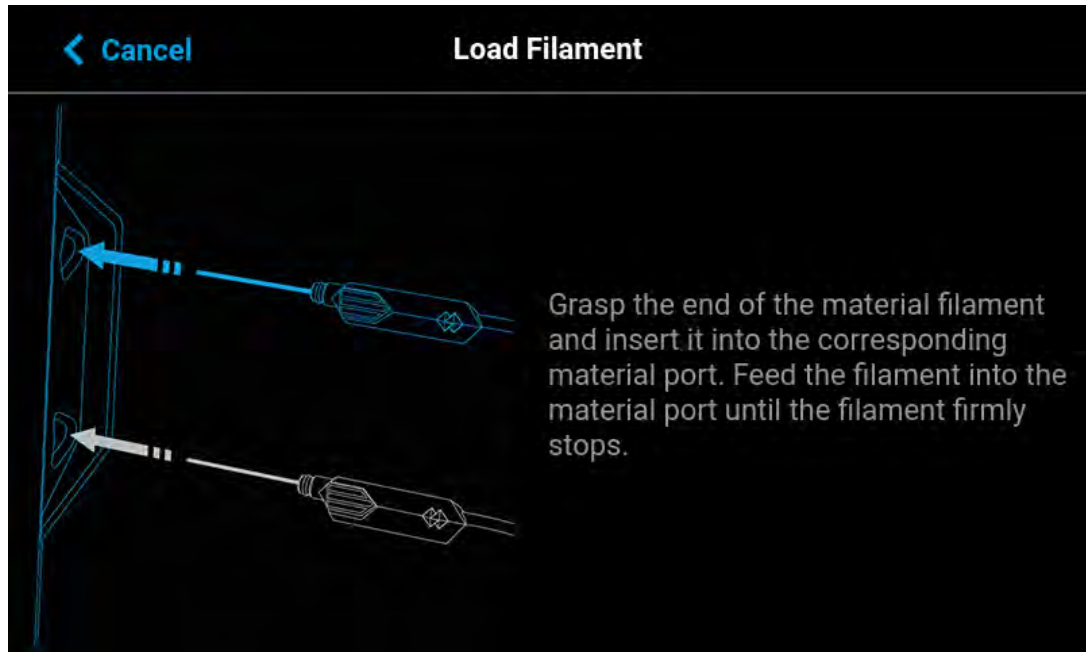 Cancel
Load Filament
Grasp the end of the material filament
and insert it into the corresponding
material port. Feed the filament into the
material port until the filament firmly
stops.